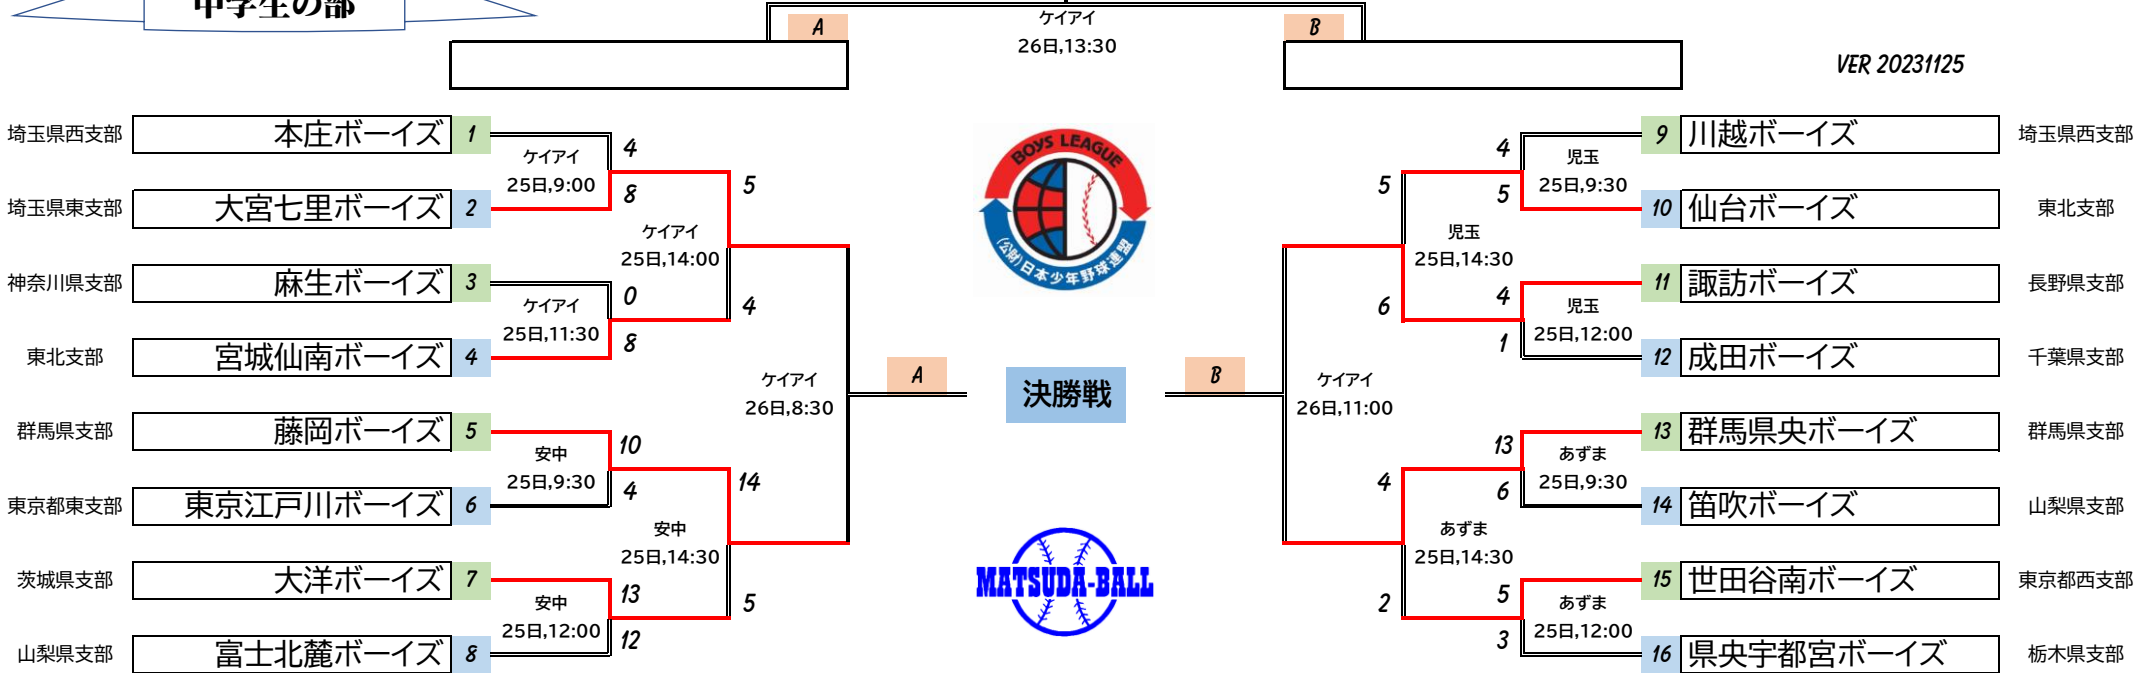 中学生の部
A
ケイアイ
26日,13:30
B
VER 20231125
埼玉県西支部 本庄ボーイズ 1
ケイアイ
25日,9:00
4
8
埼玉県東支部 大宮七里ボーイズ 2
ケイアイ
25日,14:00
5
4
神奈川県支部 麻生ボーイズ 3
ケイアイ
25日,11:30
0
8
東北支部 宮城仙南ボーイズ 4
ケイアイ
26日,8:30
A
群馬県支部 藤岡ボーイズ 5
安中
25日,9:30
10
4
東京都東支部 東京江戸川ボーイズ 6
安中
25日,14:30
14
5
茨城県支部 大洋ボーイズ 7
安中
25日,12:00
13
12
山梨県支部 富士北麓ボーイズ 8
BOYS LEAGUE
(公財)日本少年野球連盟
決勝戦
MATSUDA-BALL
9 川越ボーイズ 埼玉県西支部
児玉
25日,9:30
4
5
10 仙台ボーイズ 東北支部
児玉
25日,14:30
5
6
11 諏訪ボーイズ 長野県支部
児玉
25日,12:00
4
1
12 成田ボーイズ 千葉県支部
B
ケイアイ
26日,11:00
13 群馬県央ボーイズ 群馬県支部
あずま
25日,9:30
13
6
14 笛吹ボーイズ 山梨県支部
あずま
25日,14:30
4
2
15 世田谷南ボーイズ 東京都西支部
あずま
25日,12:00
5
3
16 県央宇都宮ボーイズ 栃木県支部